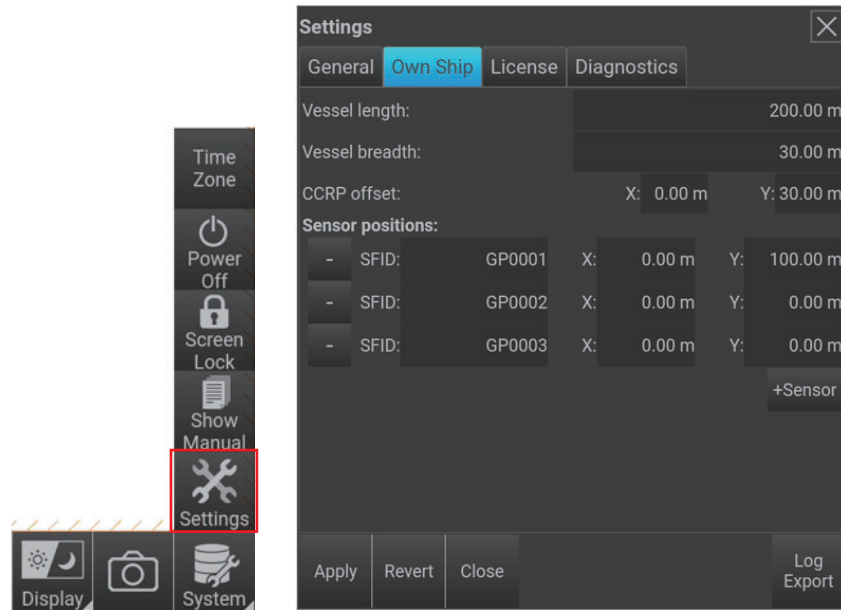 Time
Zone
Power
Off
Screen
Lock
Show
Manual
Settings
Display
System
Settings
General Own Ship License Diagnostics
Vessel length: 200.00 m
Vessel breadth: 30.00 m
CCRP offset: X: 0.00 m Y: 30.00 m
Sensor positions:
- SFID: GP0001 X: 0.00 m Y: 100.00 m
- SFID: GP0002 X: 0.00 m Y: 0.00 m
- SFID: GP0003 X: 0.00 m Y: 0.00 m
+Sensor
Apply Revert Close Log
Export